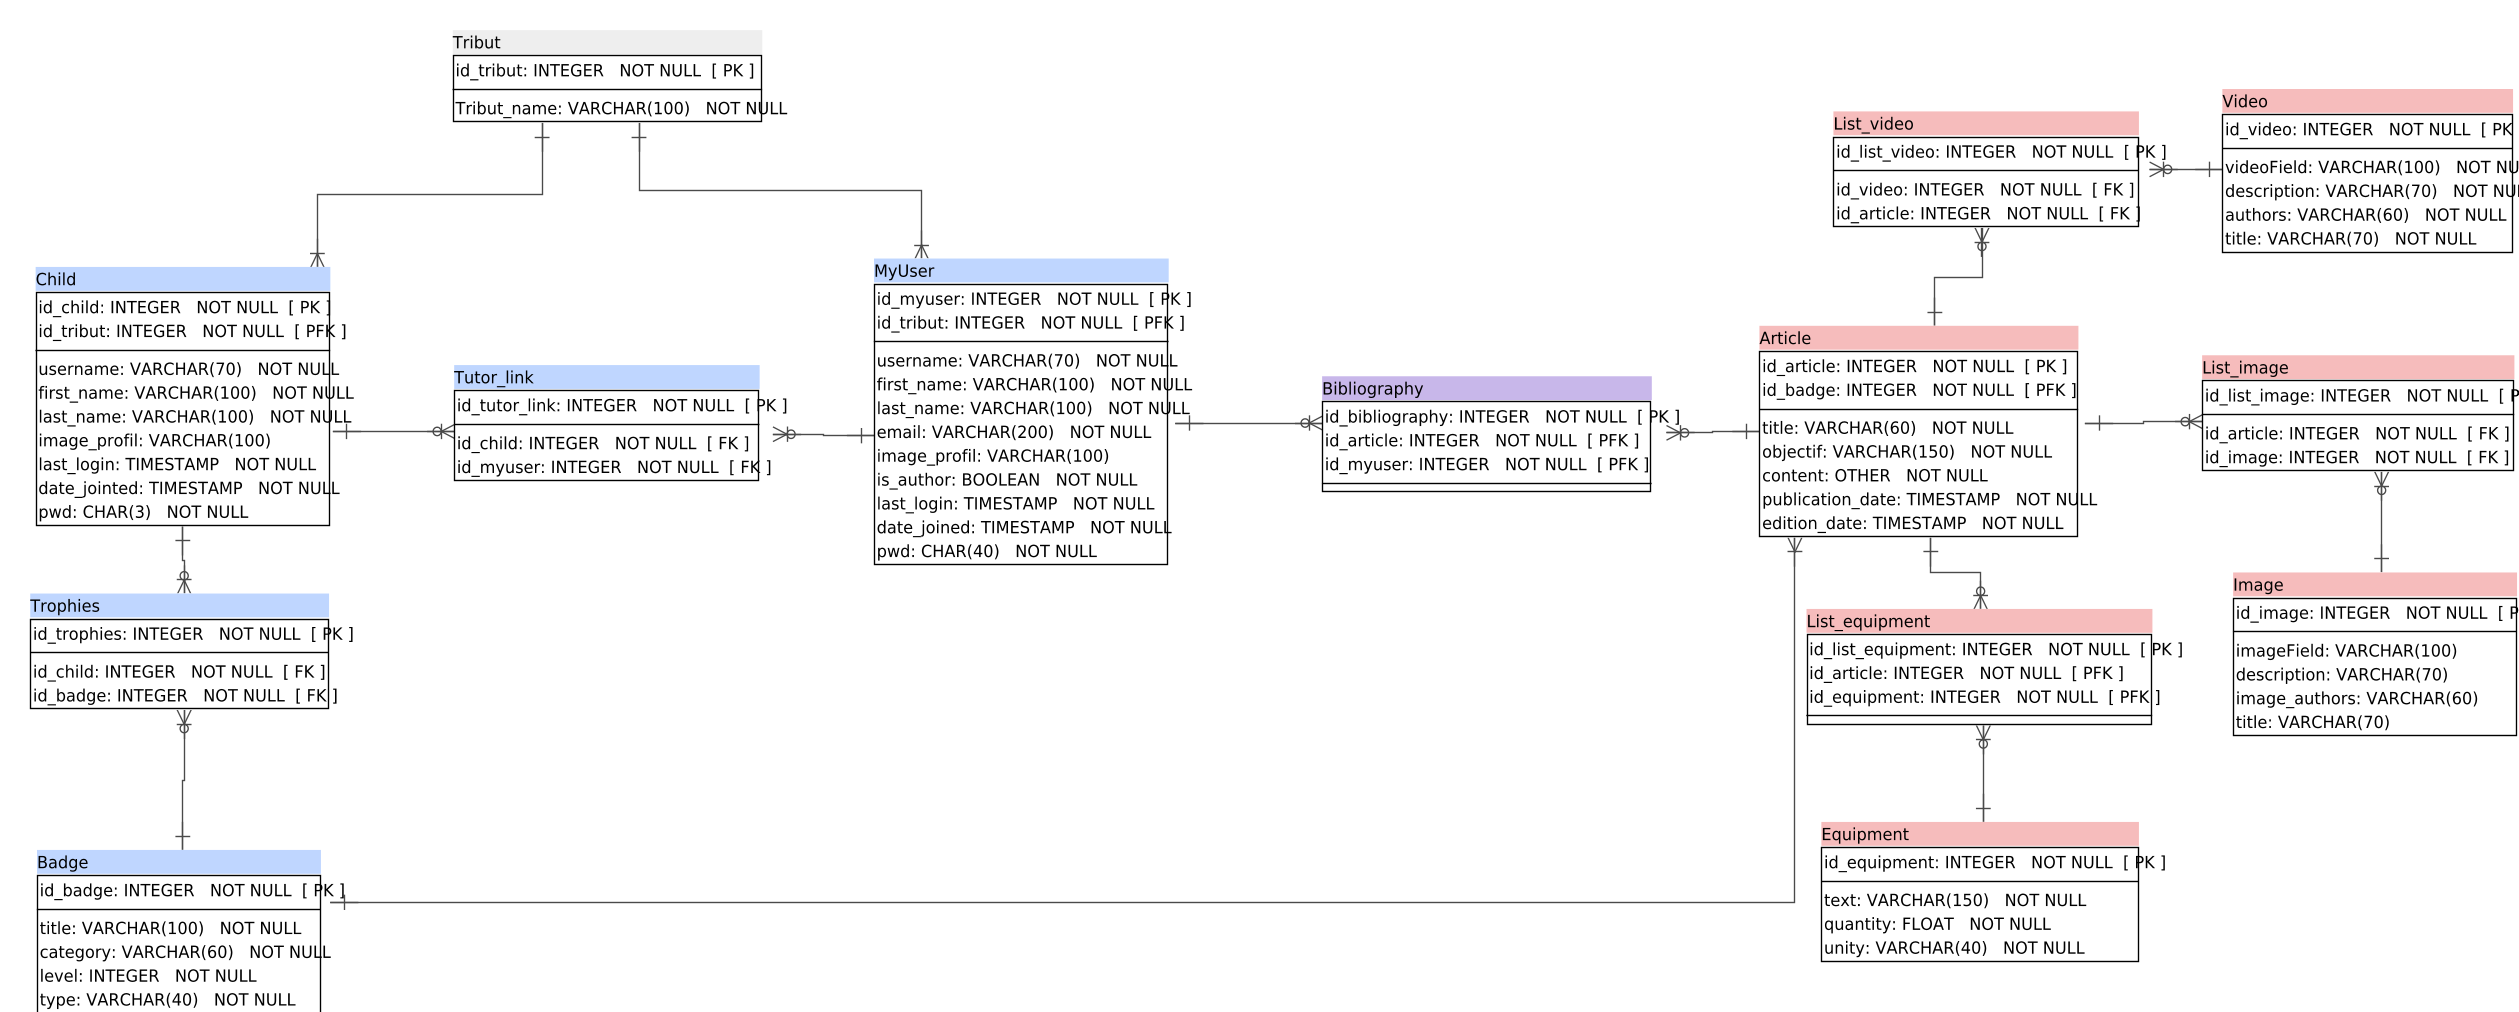 Tribut
id_tribut: INTEGER NOT NULL [ PK ]
Tribut_name: VARCHAR(100) NOT NULL
Child
id_child: INTEGER NOT NULL [ PK ]
id_tribut: INTEGER NOT NULL [ PFK ]
username: VARCHAR(70) NOT NULL
first_name: VARCHAR(100) NOT NULL
last_name: VARCHAR(100) NOT NULL
image_profil: VARCHAR(100)
last_login: TIMESTAMP NOT NULL
date_jointed: TIMESTAMP NOT NULL
pwd: CHAR(3) NOT NULL
Tutor_link
id_tutor_link: INTEGER NOT NULL [ PK ]
id_child: INTEGER NOT NULL [ FK ]
id_myuser: INTEGER NOT NULL [ FK ]
MyUser
id_myuser: INTEGER NOT NULL [ PK ]
id_tribut: INTEGER NOT NULL [ PFK ]
username: VARCHAR(70) NOT NULL
first_name: VARCHAR(100) NOT NULL
last_name: VARCHAR(100) NOT NULL
email: VARCHAR(200) NOT NULL
image_profil: VARCHAR(100)
is_author: BOOLEAN NOT NULL
last_login: TIMESTAMP NOT NULL
date_joined: TIMESTAMP NOT NULL
pwd: CHAR(40) NOT NULL
Trophies
id_trophies: INTEGER NOT NULL [ PK ]
id_child: INTEGER NOT NULL [ FK ]
id_badge: INTEGER NOT NULL [ FK ]
Badge
id_badge: INTEGER NOT NULL [ PK ]
title: VARCHAR(100) NOT NULL
category: VARCHAR(60) NOT NULL
level: INTEGER NOT NULL
type: VARCHAR(40) NOT NULL
Bibliography
id_bibliography: INTEGER NOT NULL [ PK ]
id_article: INTEGER NOT NULL [ PFK ]
id_myuser: INTEGER NOT NULL [ PFK ]
List_video
id_list_video: INTEGER NOT NULL [ PK ]
id_video: INTEGER NOT NULL [ FK ]
id_article: INTEGER NOT NULL [ FK ]
Video
id_video: INTEGER NOT NULL [ PK
videoField: VARCHAR(100) NOT NU
description: VARCHAR(70) NOT NU
authors: VARCHAR(60) NOT NULL
title: VARCHAR(70) NOT NULL
Article
id_article: INTEGER NOT NULL [ PK ]
id_badge: INTEGER NOT NULL [ PFK ]
title: VARCHAR(60) NOT NULL
objectif: VARCHAR(150) NOT NULL
content: OTHER NOT NULL
publication_date: TIMESTAMP NOT NULL
edition_date: TIMESTAMP NOT NULL
List_image
id_list_image: INTEGER NOT NULL [ P
id_article: INTEGER NOT NULL [ FK ]
id_image: INTEGER NOT NULL [ FK ]
Image
id_image: INTEGER NOT NULL [ P
imageField: VARCHAR(100)
description: VARCHAR(70)
image_authors: VARCHAR(60)
title: VARCHAR(70)
List_equipment
id_list_equipment: INTEGER NOT NULL [ PK ]
id_article: INTEGER NOT NULL [ PFK ]
id_equipment: INTEGER NOT NULL [ PFK ]
Equipment
id_equipment: INTEGER NOT NULL [ PK ]
text: VARCHAR(150) NOT NULL
quantity: FLOAT NOT NULL
unity: VARCHAR(40) NOT NULL